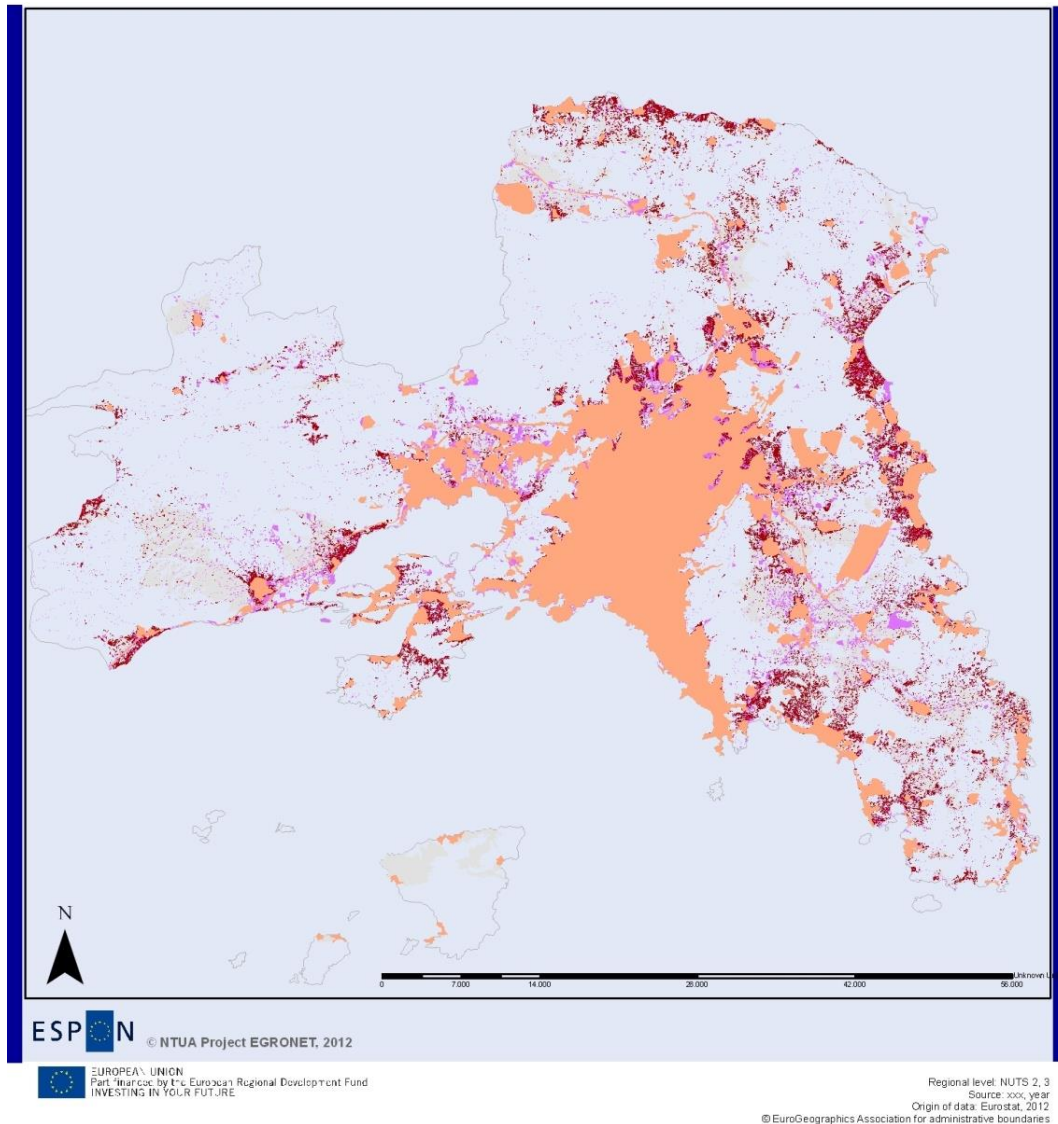 N
Unknown U
0 7.000 14.000 28.000 42.000 56.000
ESPON © NTUA Project EGRONET, 2012
EUROPEAN UNION
Part financed by the European Regional Development Fund
INVESTING IN YOUR FUTURE
Regional level: NUTS 2, 3
Source: xxx, year
Origin of data: Eurostat, 2012
© EuroGeographics Association for administrative boundaries